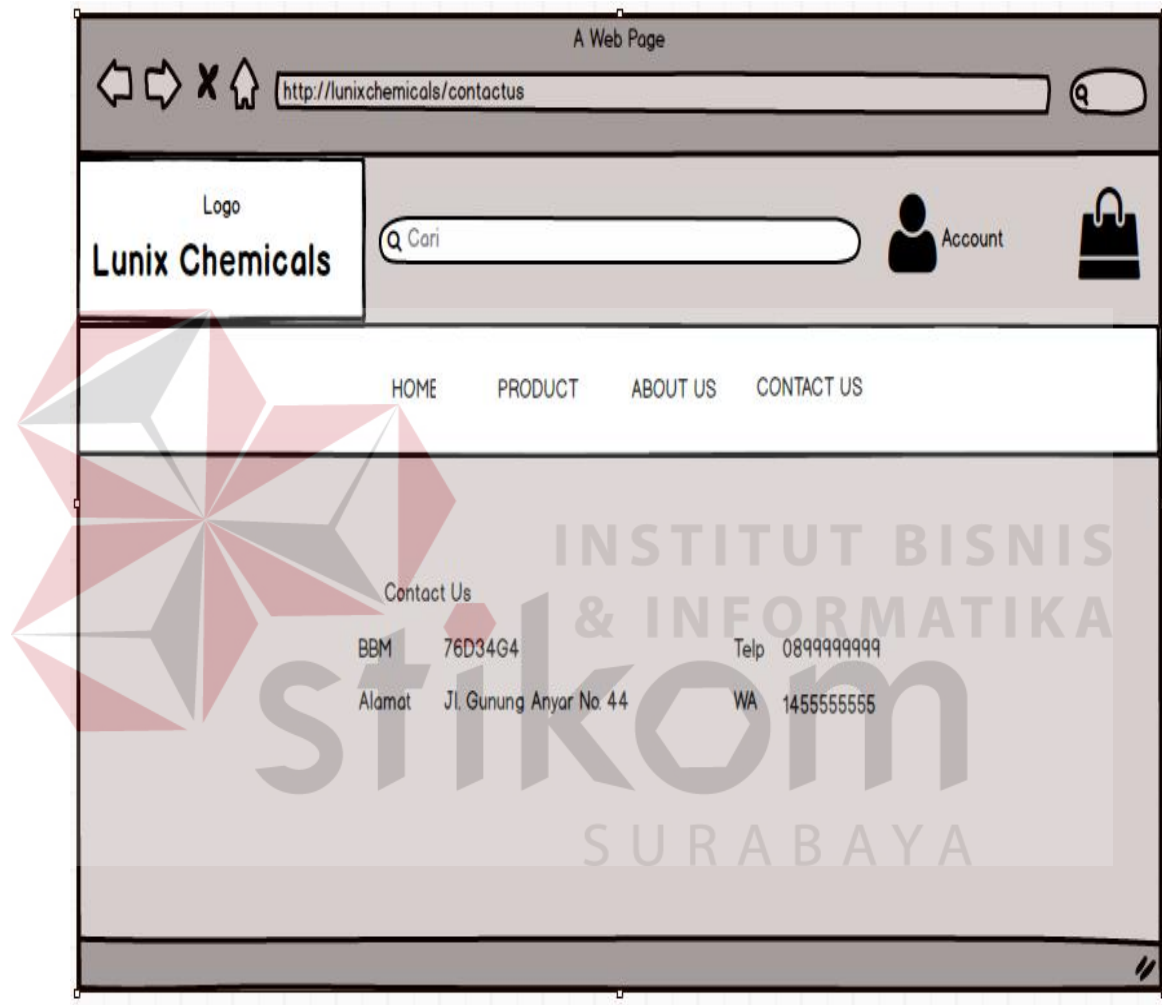 A Web Page
http://lunixchemicals/contactus
Logo
Lunix Chemicals
Cari
Account
HOME PRODUCT ABOUT US CONTACT US
INSTITUT BISNIS
& INFORMATIKA
stikom
SURABAYA
Contact Us
BBM 76D34G4 Telp 0899999999
Alamat Jl. Gunung Anyar No. 44 WA 1455555555